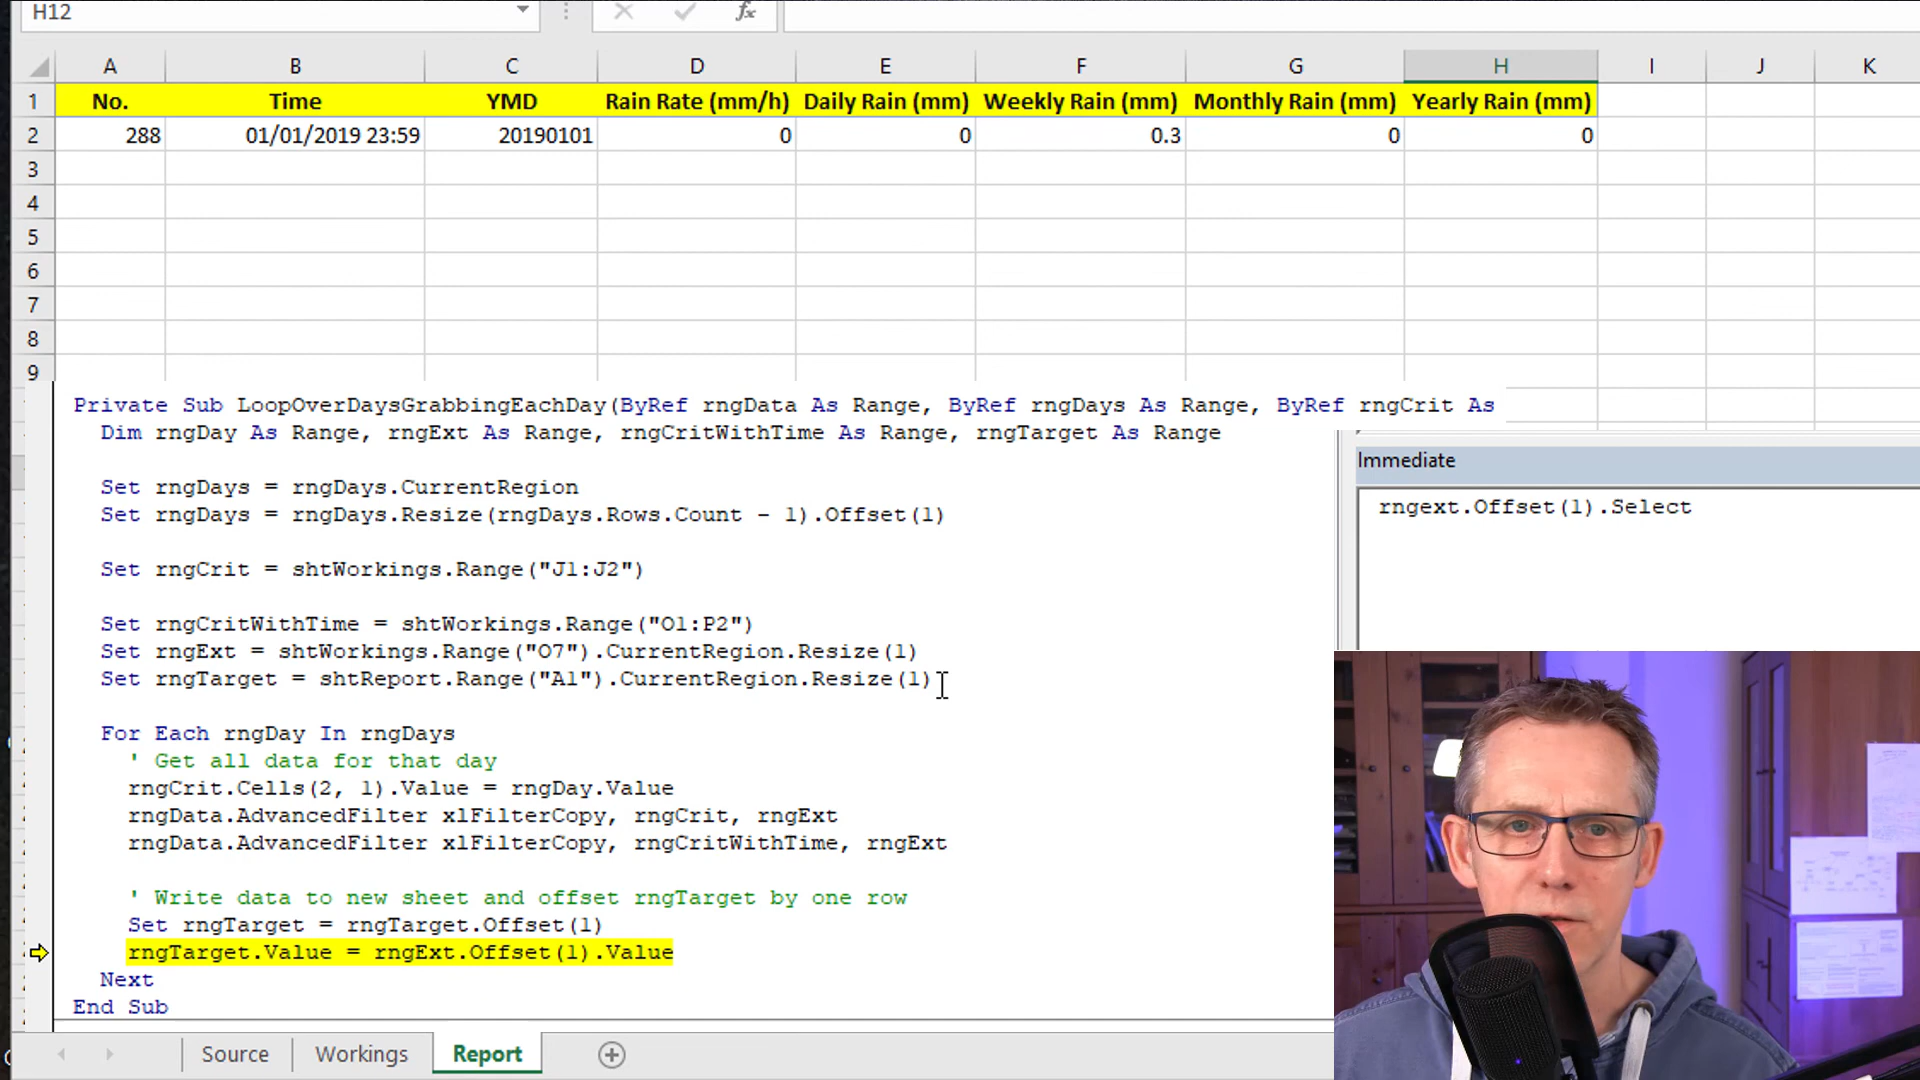 H12
fx
A B C D E F G H I J K
1 No. Time YMD Rain Rate (mm/h) Daily Rain (mm) Weekly Rain (mm) Monthly Rain (mm) Yearly Rain (mm)
2 288 01/01/2019 23:59 20190101 0 0 0.3 0 0
3
4
5
6
7
8
9
Private Sub LoopOverDaysGrabbingEachDay(ByRef rngData As Range, ByRef rngDays As Range, ByRef rngCrit As
Dim rngDay As Range, rngExt As Range, rngCritWithTime As Range, rngTarget As Range
Set rngDays = rngDays.CurrentRegion
Set rngDays = rngDays.Resize(rngDays.Rows.Count - 1).Offset(1)
Set rngCrit = shtWorkings.Range("J1:J2")
Set rngCritWithTime = shtWorkings.Range("O1:P2")
Set rngExt = shtWorkings.Range("O7").CurrentRegion.Resize(1)
Set rngTarget = shtReport.Range("A1").CurrentRegion.Resize(1)
For Each rngDay In rngDays
' Get all data for that day
rngCrit.Cells(2, 1).Value = rngDay.Value
rngData.AdvancedFilter xlFilterCopy, rngCrit, rngExt
rngData.AdvancedFilter xlFilterCopy, rngCritWithTime, rngExt
' Write data to new sheet and offset rngTarget by one row
Set rngTarget = rngTarget.Offset(1)
rngTarget.Value = rngExt.Offset(1).Value
Next
End Sub
Immediate
rngext.Offset(1).Select
Source Workings Report